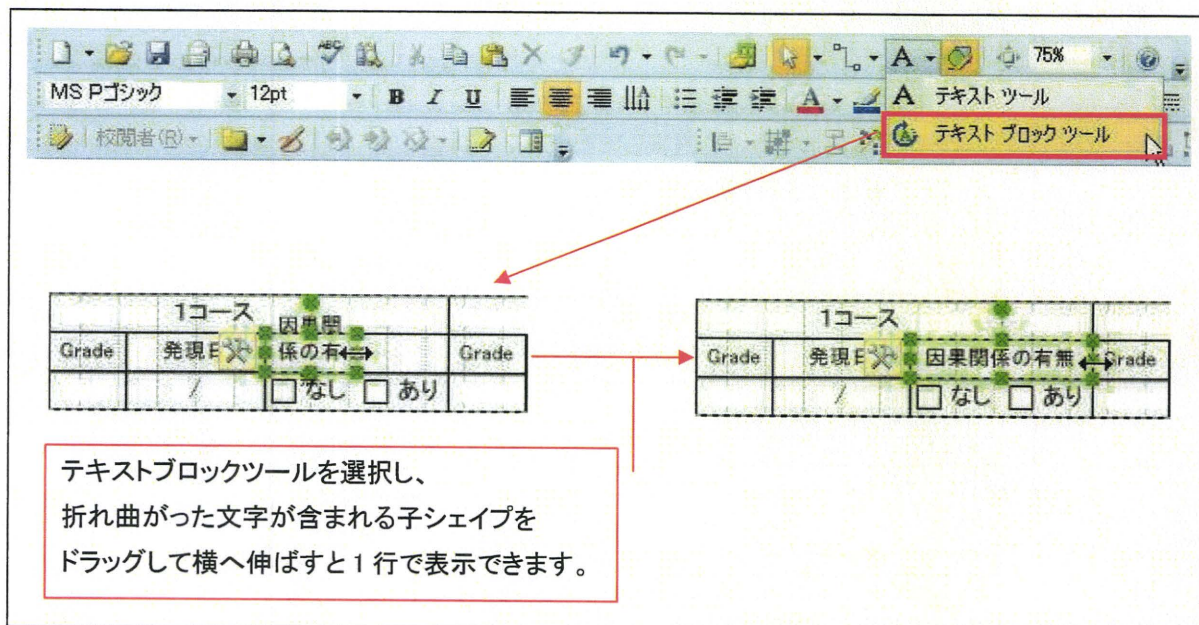 75%
MS Pゴシック 12pt B I U A
A テキスト ツール
校閲者(R)
テキスト ブロック ツール
1コース
因果関
Grade 発現日 係の有 Grade
/ なし あり
1コース
Grade 発現日 因果関係の有無 Grade
/ なし あり
テキストブロックツールを選択し、
折れ曲がった文字が含まれる子シェイプを
ドラッグして横へ伸ばすと1行で表示できます。